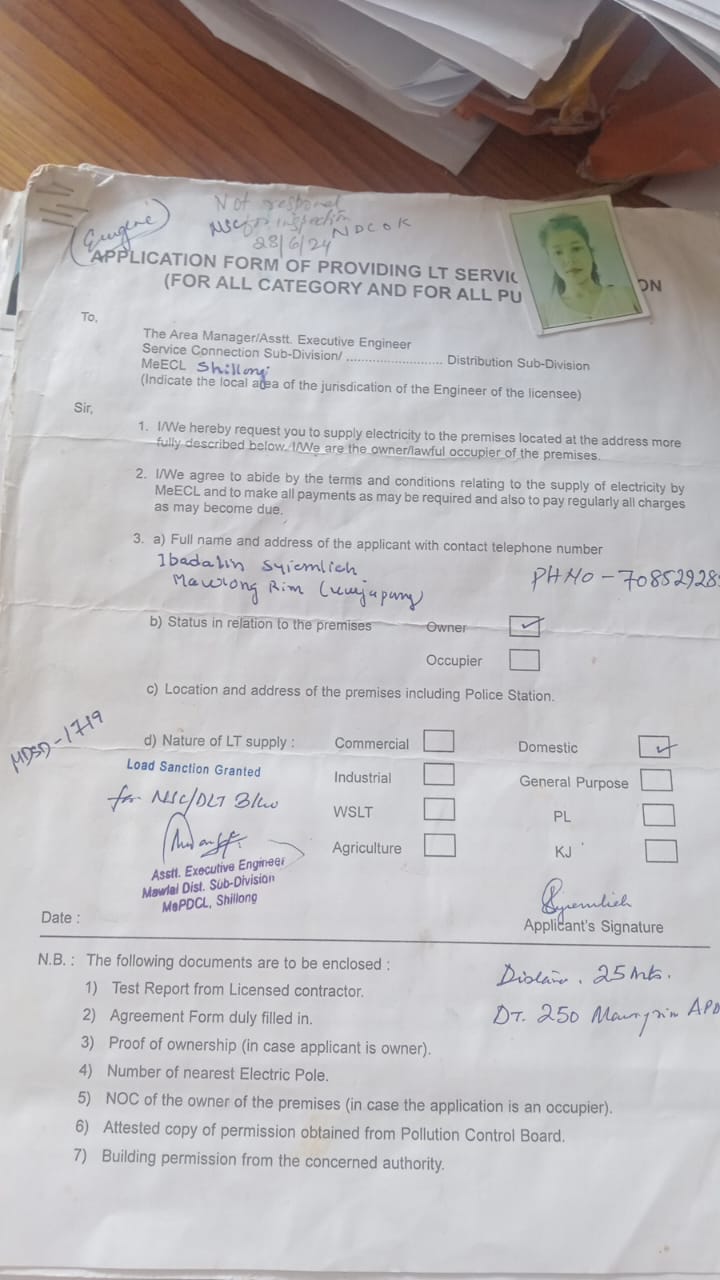 Not
NSC for inspection NDC OK
28/6/24
(Eugene)
APPLICATION FORM OF PROVIDING LT SERVIC ON
(FOR ALL CATEGORY AND FOR ALL PU
To,
The Area Manager/Asstt. Executive Engineer
Service Connection Sub-Division/ .......................... Distribution Sub-Division
MeECL Shillong
(Indicate the local area of the jurisdication of the Engineer of the licensee)
Sir,
1. I/We hereby request you to supply electricity to the premises located at the address more
fully described below. I/We are the owner/lawful occupier of the premises.
2. I/We agree to abide by the terms and conditions relating to the supply of electricity by
MeECL and to make all payments as may be required and also to pay regularly all charges
as may become due.
3. a) Full name and address of the applicant with contact telephone number
Ibadalin Syiemlieh
Mawrong Rim PH NO - 70852928
b) Status in relation to the premises Owner
Occupier
c) Location and address of the premises including Police Station.
MDSD-1719
d) Nature of LT supply : Commercial Domestic
Load Sanction Granted Industrial General Purpose
for NSC/DLT 3kw WSLT PL
Agriculture KJ
Asstt. Executive Engineer
Mawlai Dist. Sub-Division
MePDCL, Shillong
Syiemlieh
Date : Applicant's Signature
N.B. : The following documents are to be enclosed :
1) Test Report from Licensed contractor.
2) Agreement Form duly filled in.
3) Proof of ownership (in case applicant is owner).
4) Number of nearest Electric Pole.
5) NOC of the owner of the premises (in case the application is an occupier).
6) Attested copy of permission obtained from Pollution Control Board.
7) Building permission from the concerned authority.
25 mts.
DT. 250